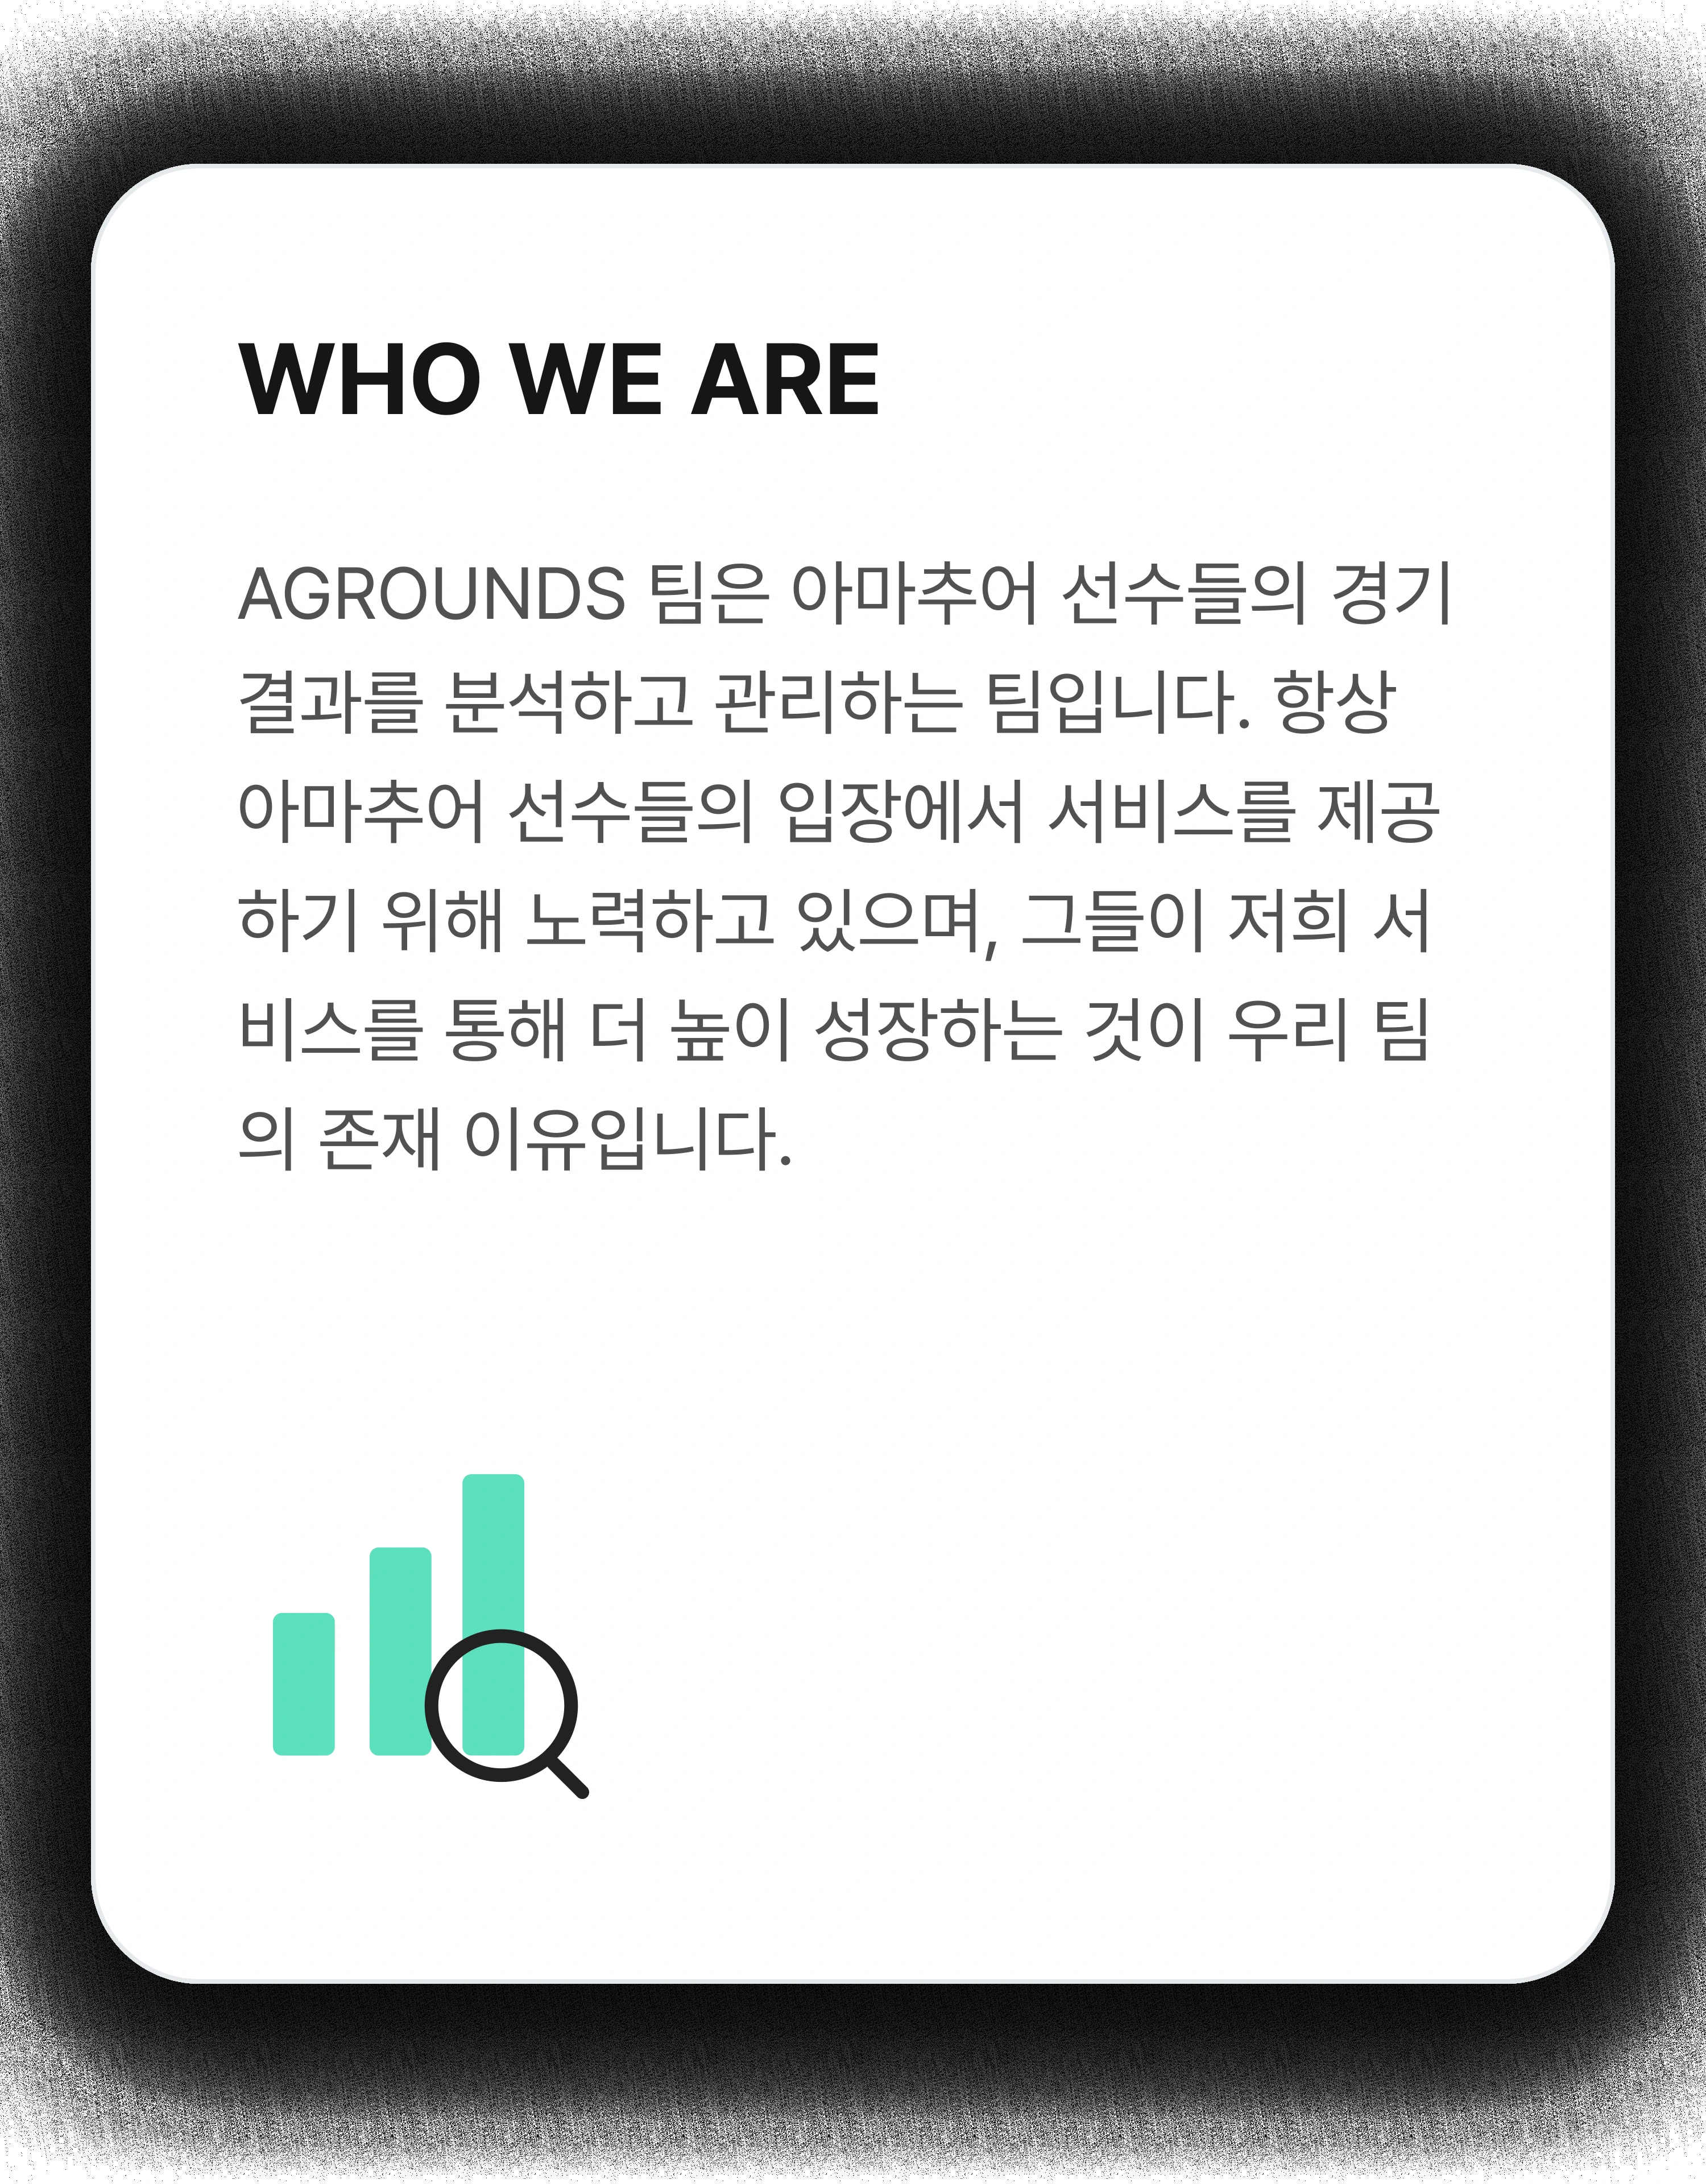 WHO WE ARE
AGROUNDS 팀은 아마추어 선수들의 경기
결과를 분석하고 관리하는 팀입니다. 항상
아마추어 선수들의 입장에서 서비스를 제공
하기 위해 노력하고 있으며, 그들이 저희 서
비스를 통해 더 높이 성장하는 것이 우리 팀
의 존재 이유입니다.